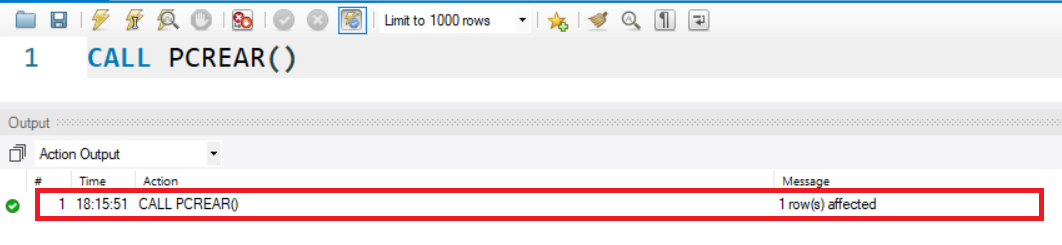 Limit to 1000 rows
1 CALL PCREAR()
Output
Action Output
# Time Action Message
1 18:15:51 CALL PCREAR() 1 row(s) affected